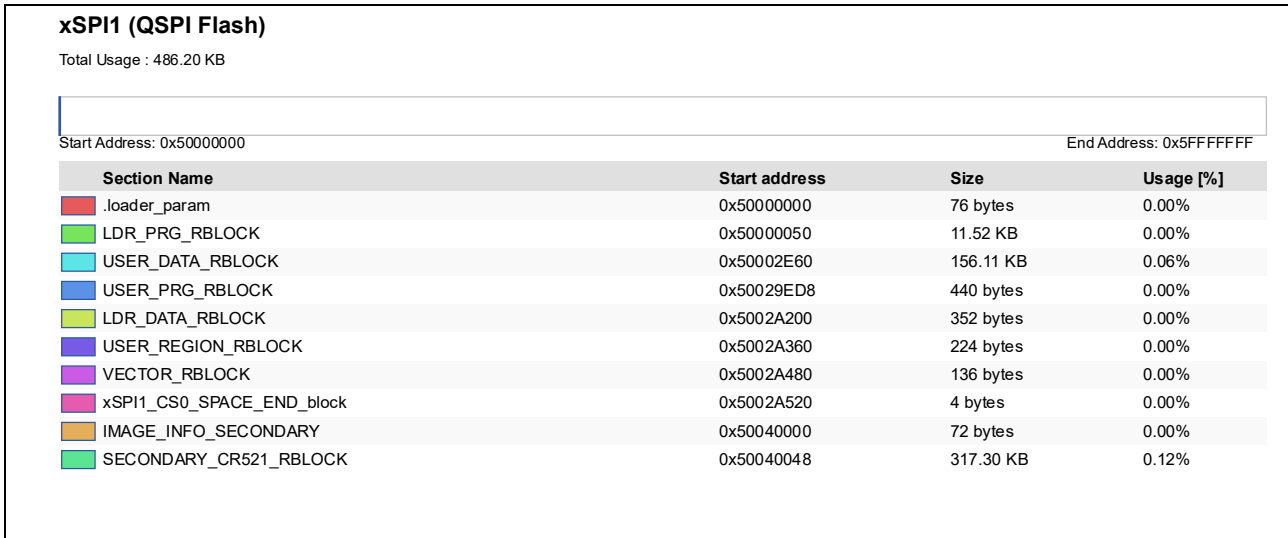 xSPI1 (QSPI Flash)
Total Usage : 486.20 KB
Start Address: 0x50000000 End Address: 0x5FFFFFFF
Section Name Start address Size Usage [%]
.loader_param 0x50000000 76 bytes 0.00%
LDR_PRG_RBLOCK 0x50000050 11.52 KB 0.00%
USER_DATA_RBLOCK 0x50002E60 156.11 KB 0.06%
USER_PRG_RBLOCK 0x50029ED8 440 bytes 0.00%
LDR_DATA_RBLOCK 0x5002A200 352 bytes 0.00%
USER_REGION_RBLOCK 0x5002A360 224 bytes 0.00%
VECTOR_RBLOCK 0x5002A480 136 bytes 0.00%
xSPI1_CS0_SPACE_END_block 0x5002A520 4 bytes 0.00%
IMAGE_INFO_SECONDARY 0x50040000 72 bytes 0.00%
SECONDARY_CR521_RBLOCK 0x50040048 317.30 KB 0.12%